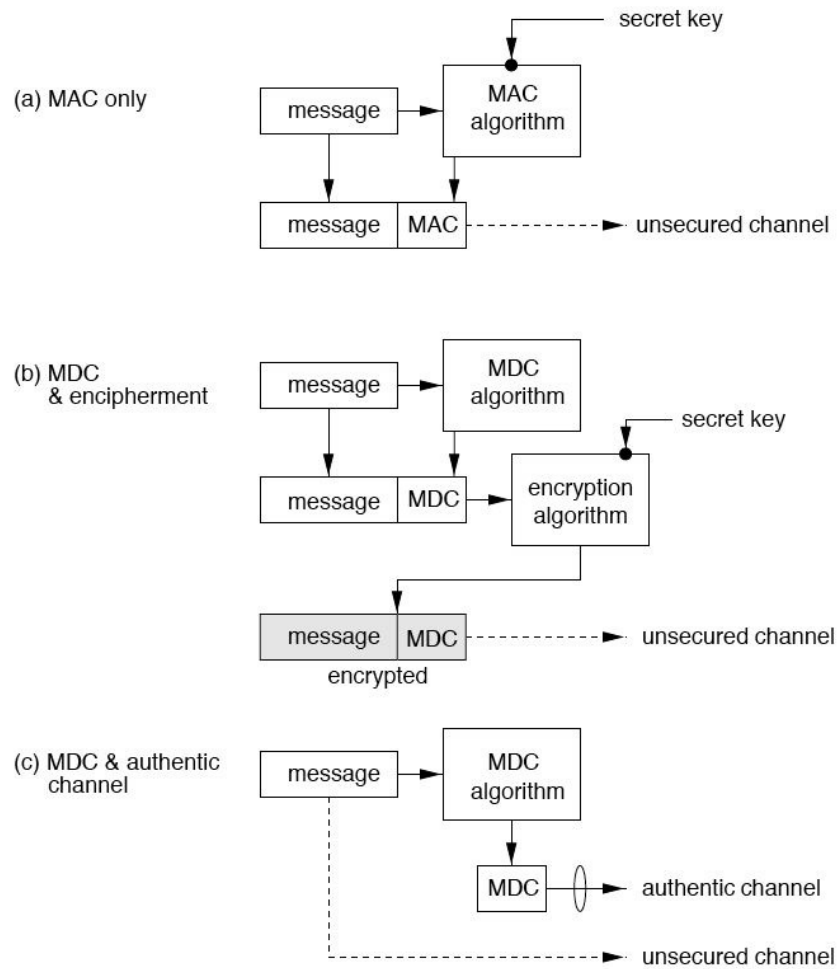 secret key
(a) MAC only
message
MAC
algorithm
message
MAC
unsecured channel
(b) MDC
& encipherment
message
MDC
algorithm
secret key
message
MDC
encryption
algorithm
message
MDC
unsecured channel
encrypted
(c) MDC & authentic
channel
message
MDC
algorithm
MDC
authentic channel
unsecured channel